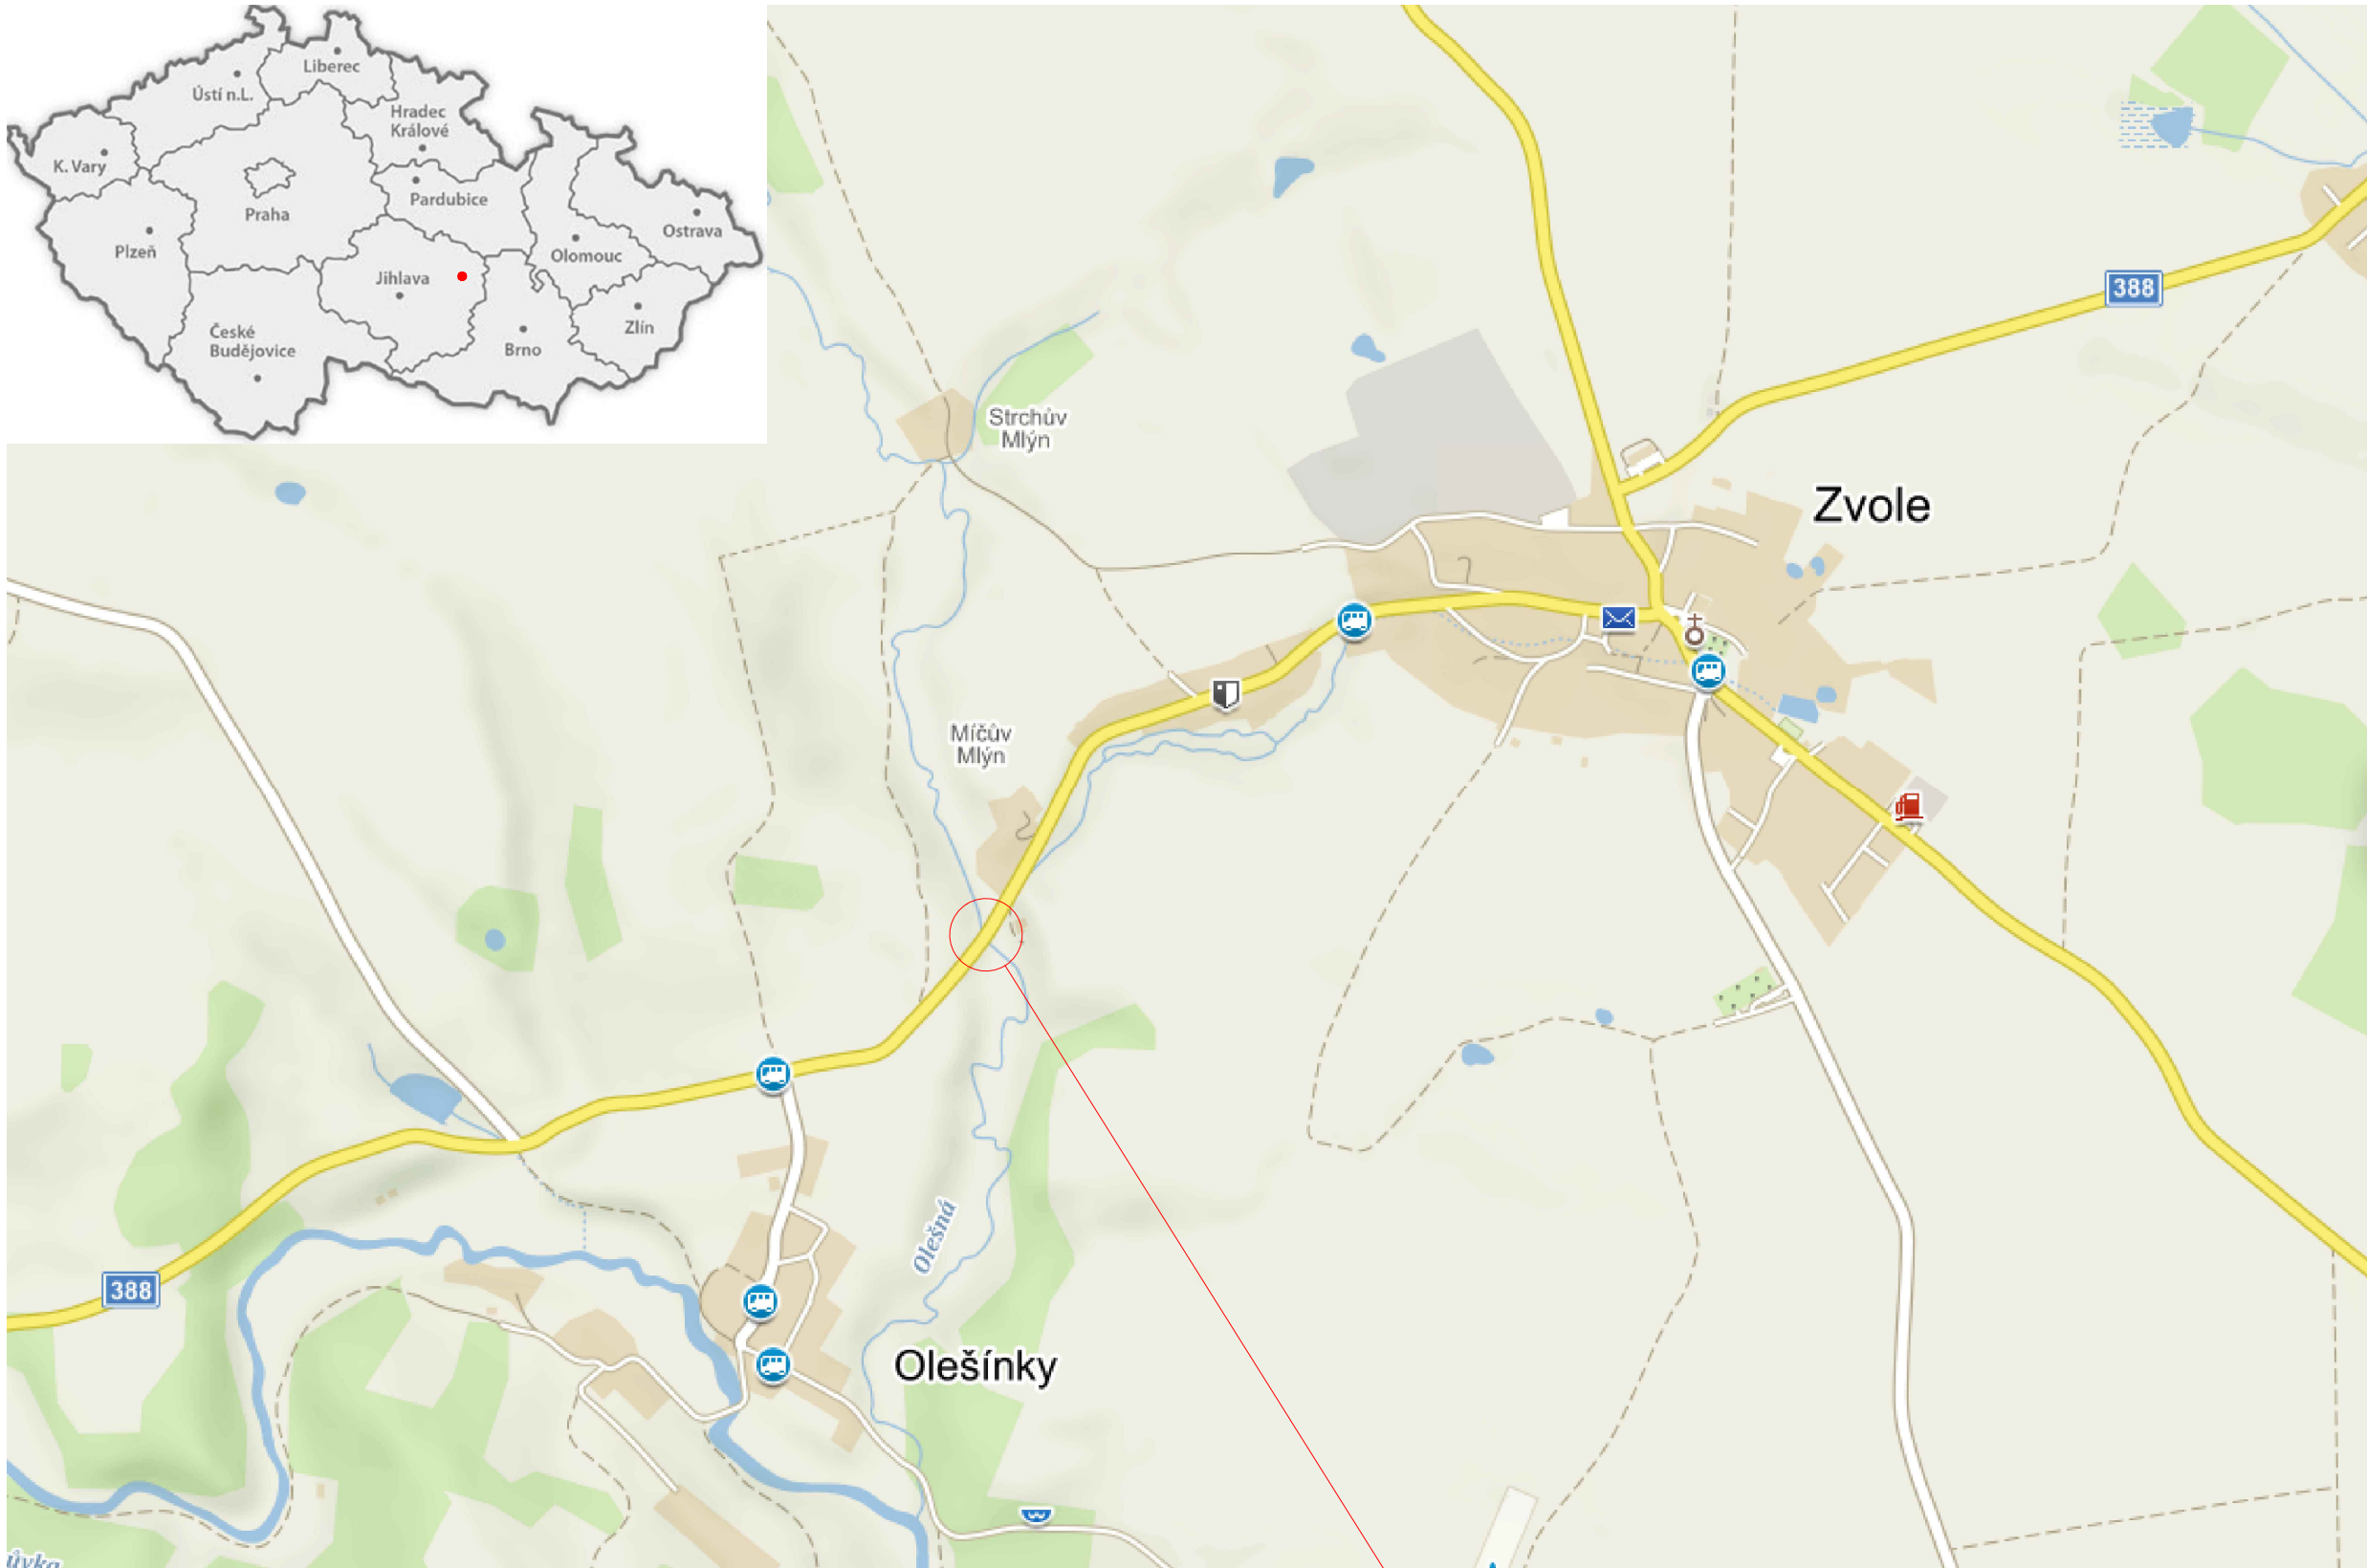 Liberec
Ústí n.L.
Hradec
Králové
K. Vary
Pardubice
Praha
Ostrava
Plzeň
Olomouc
Jihlava
České
Budějovice
Zlín
Brno
388
Strchův
Mlýn
Zvole
Míčův
Mlýn
Olešná
388
Olešínky